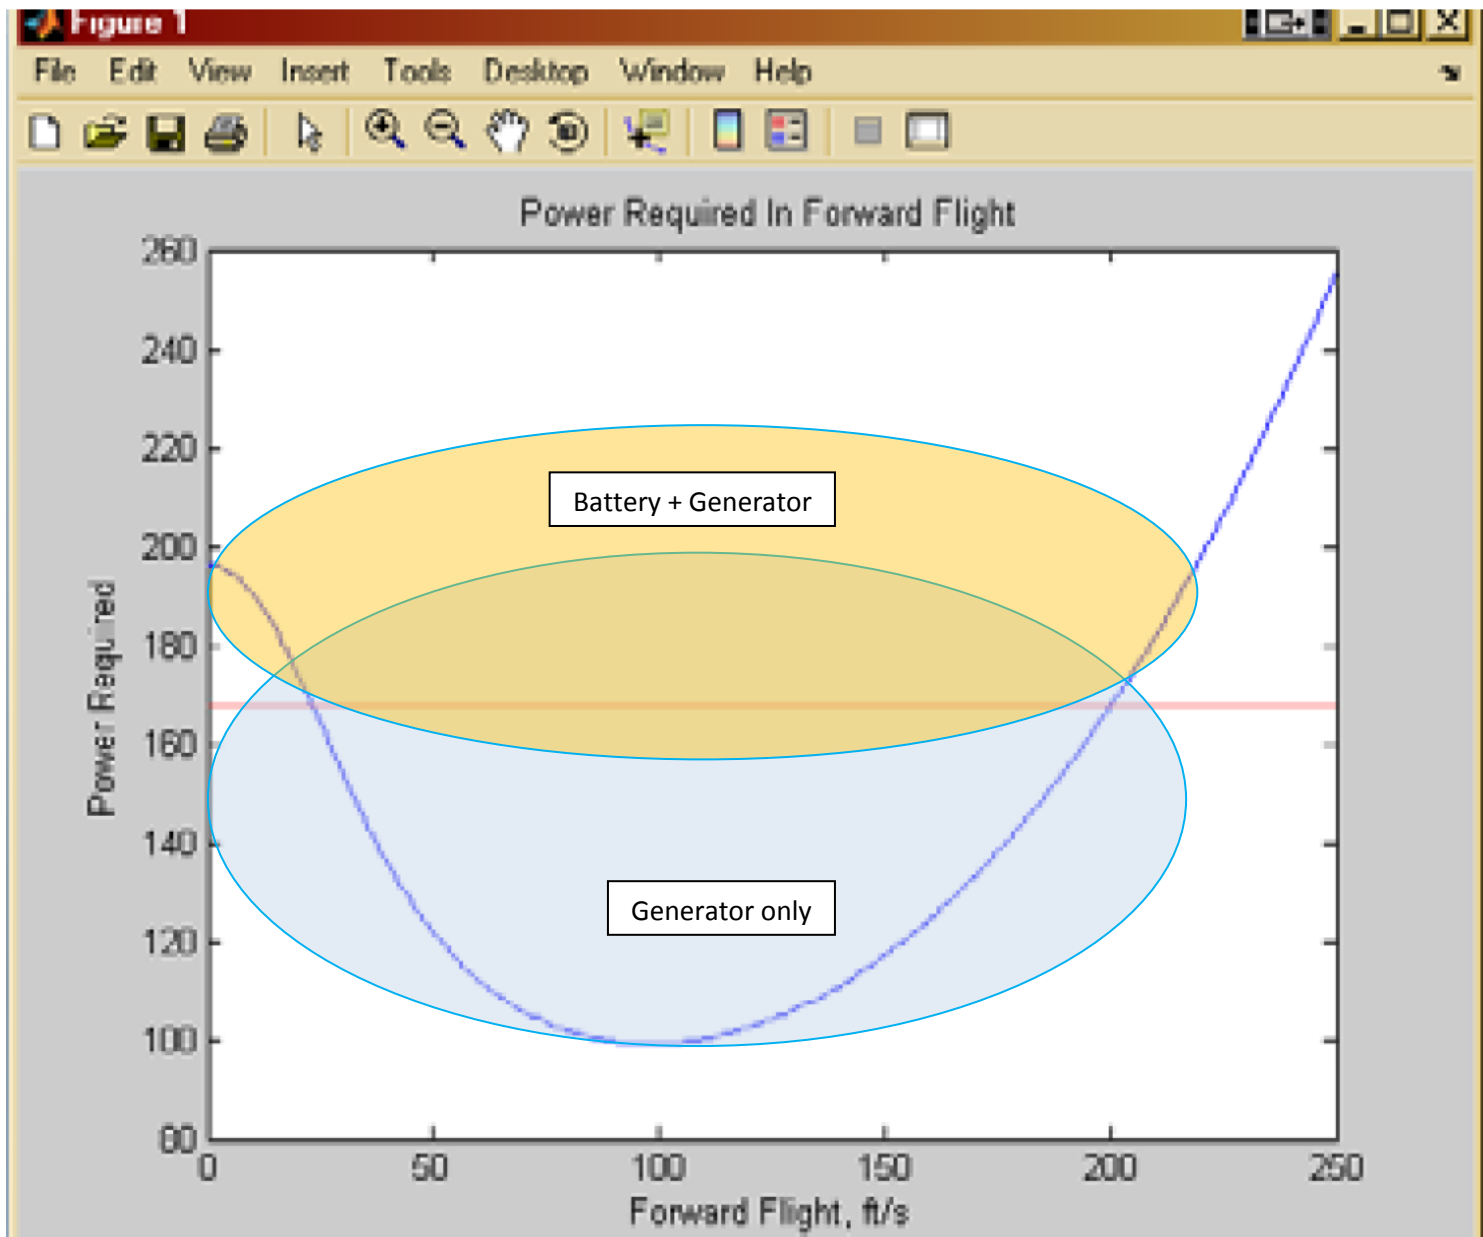 Figure 1
File Edit View Insert Tools Desktop Window Help
Power Required In Forward Flight
260
240
220
200
180
160
140
120
100
80
Power Required
Battery + Generator
Generator only
0 50 100 150 200 250
Forward Flight, ft/s